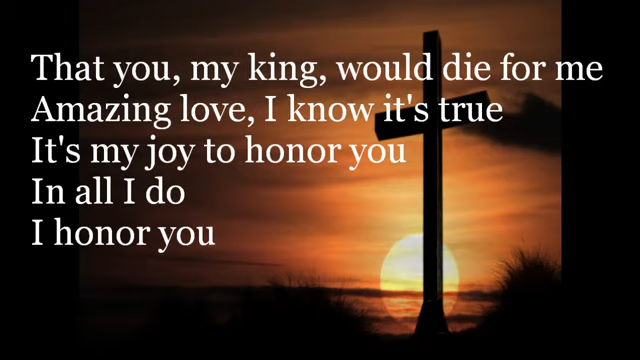 That you, my king, would die for me
Amazing love, I know it's true
It's my joy to honor you
In all I do
I honor you